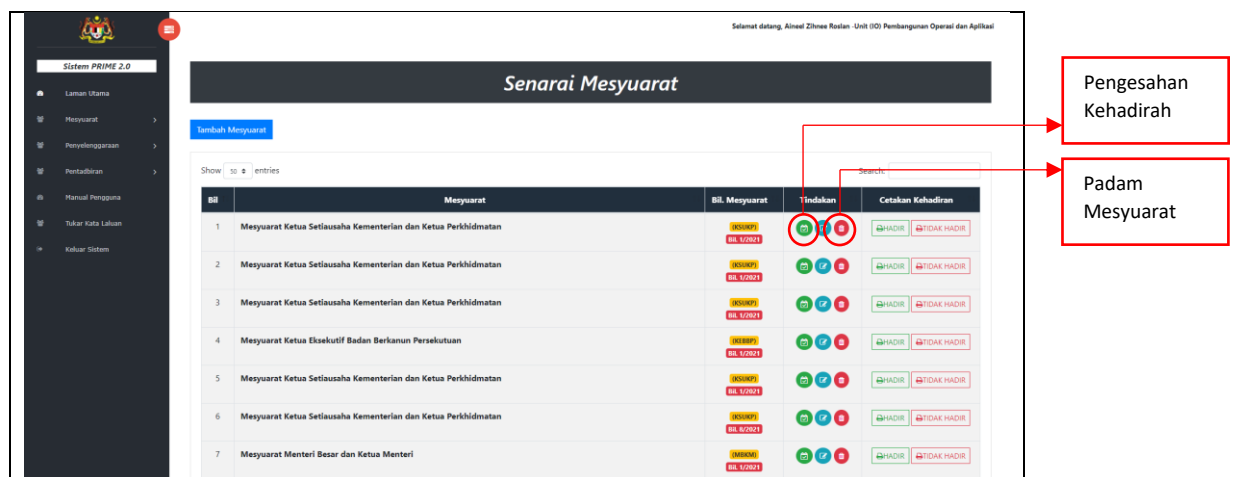 Selamat datang, Aineel Zihnee Roslan -Unit (IO) Pembangunan Operasi dan Aplikasi
Sistem PRIME 2.0
Laman Utama
Mesyuarat
Penyelenggaraan
Pentadbiran
Manual Pengguna
Tukar Kata Laluan
Keluar Sistem
Senarai Mesyuarat
Tambah Mesyuarat
Show 50 entries
Search:
Bil Mesyuarat Bil. Mesyuarat Tindakan Cetakan Kehadiran
1 Mesyuarat Ketua Setiausaha Kementerian dan Ketua Perkhidmatan (KSUKP) HADIR TIDAK HADIR
Bil. 1/2021
2 Mesyuarat Ketua Setiausaha Kementerian dan Ketua Perkhidmatan (KSUKP) HADIR TIDAK HADIR
Bil. 1/2021
3 Mesyuarat Ketua Setiausaha Kementerian dan Ketua Perkhidmatan (KSUKP) HADIR TIDAK HADIR
Bil. 1/2021
4 Mesyuarat Ketua Eksekutif Badan Berkanun Persekutuan (KEBBP) HADIR TIDAK HADIR
Bil. 1/2021
5 Mesyuarat Ketua Setiausaha Kementerian dan Ketua Perkhidmatan (KSUKP) HADIR TIDAK HADIR
Bil. 1/2021
6 Mesyuarat Ketua Setiausaha Kementerian dan Ketua Perkhidmatan (KSUKP) HADIR TIDAK HADIR
Bil. 8/2021
7 Mesyuarat Menteri Besar dan Ketua Menteri (MBKM) HADIR TIDAK HADIR
Bil. 1/2021
Pengesahan
Kehadirah
Padam
Mesyuarat